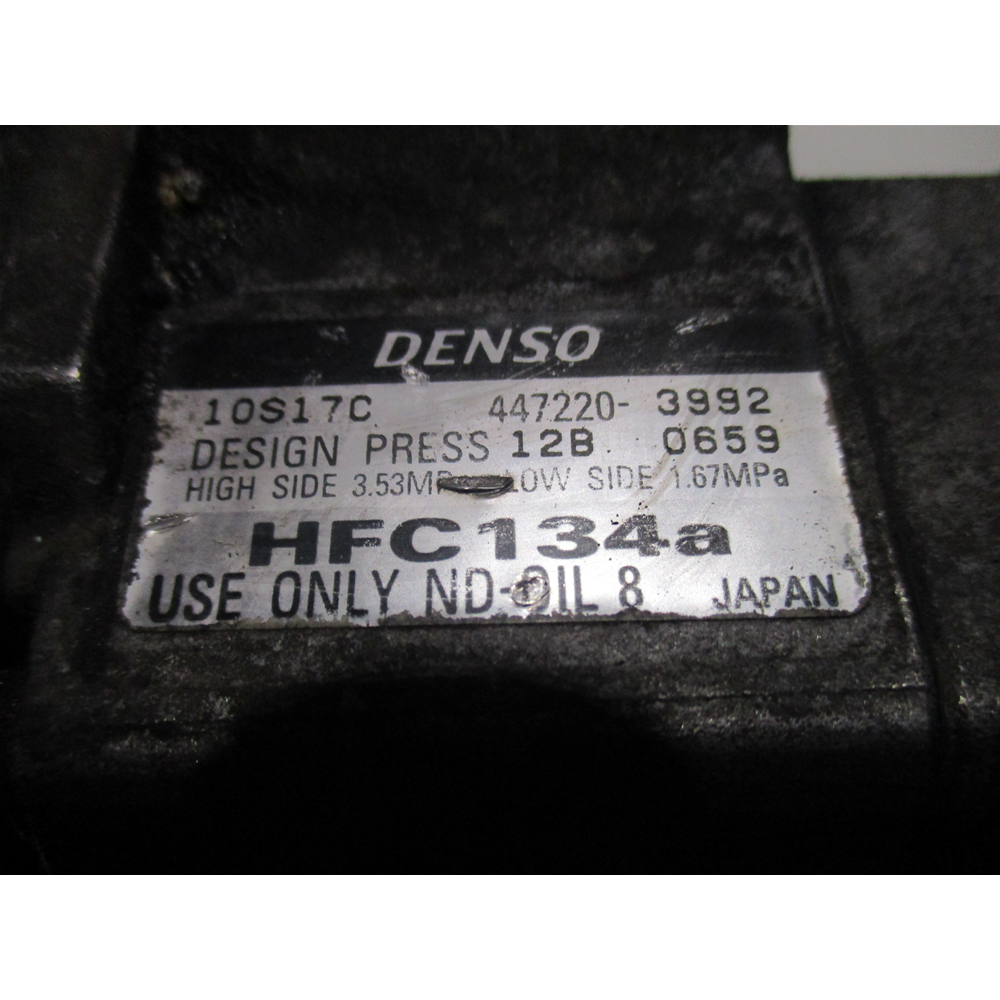 DENSO
10S17C 447220- 3992
DESIGN PRESS 12B 0659
HIGH SIDE 3.53MPa LOW SIDE 1.67MPa
HFC134a
USE ONLY ND-OIL 8 JAPAN